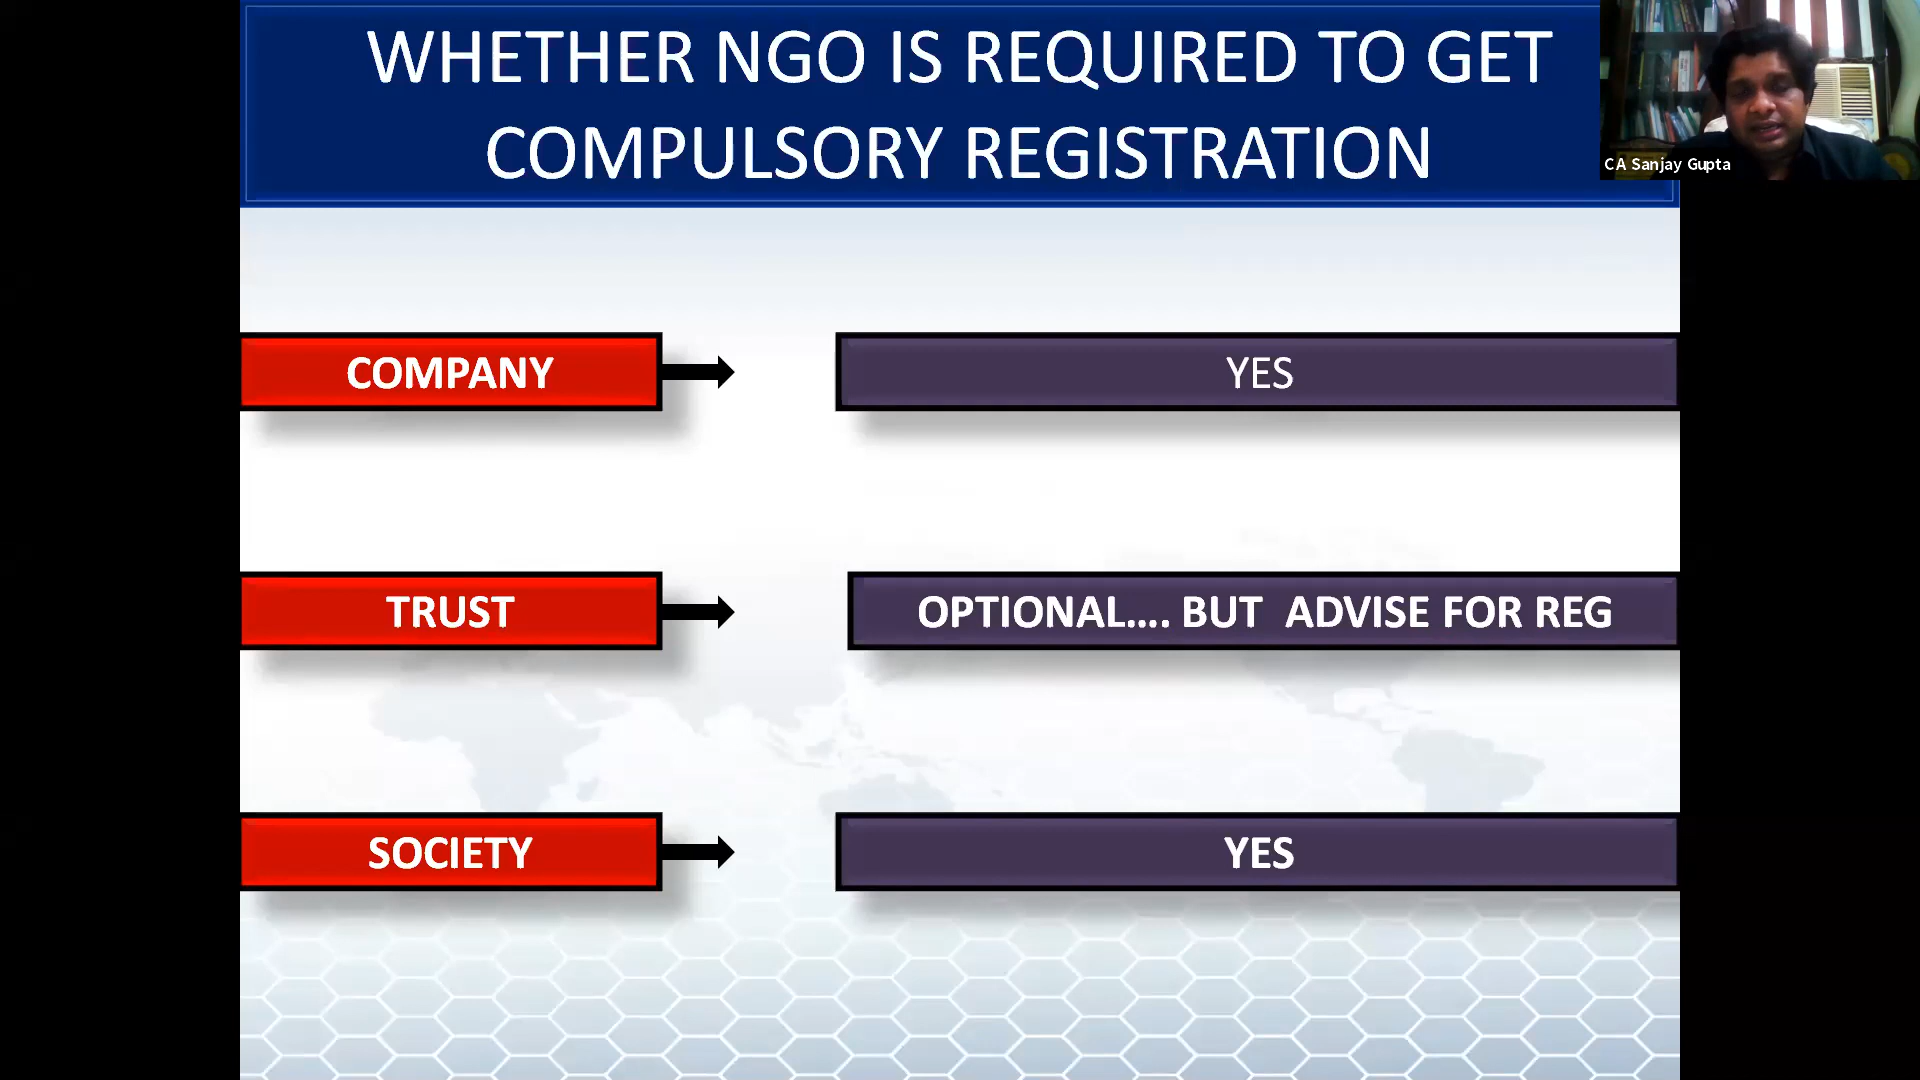 WHETHER NGO IS REQUIRED TO GET
COMPULSORY REGISTRATION
CA Sanjay Gupta
COMPANY
YES
TRUST
OPTIONAL.... BUT ADVISE FOR REG
SOCIETY
YES